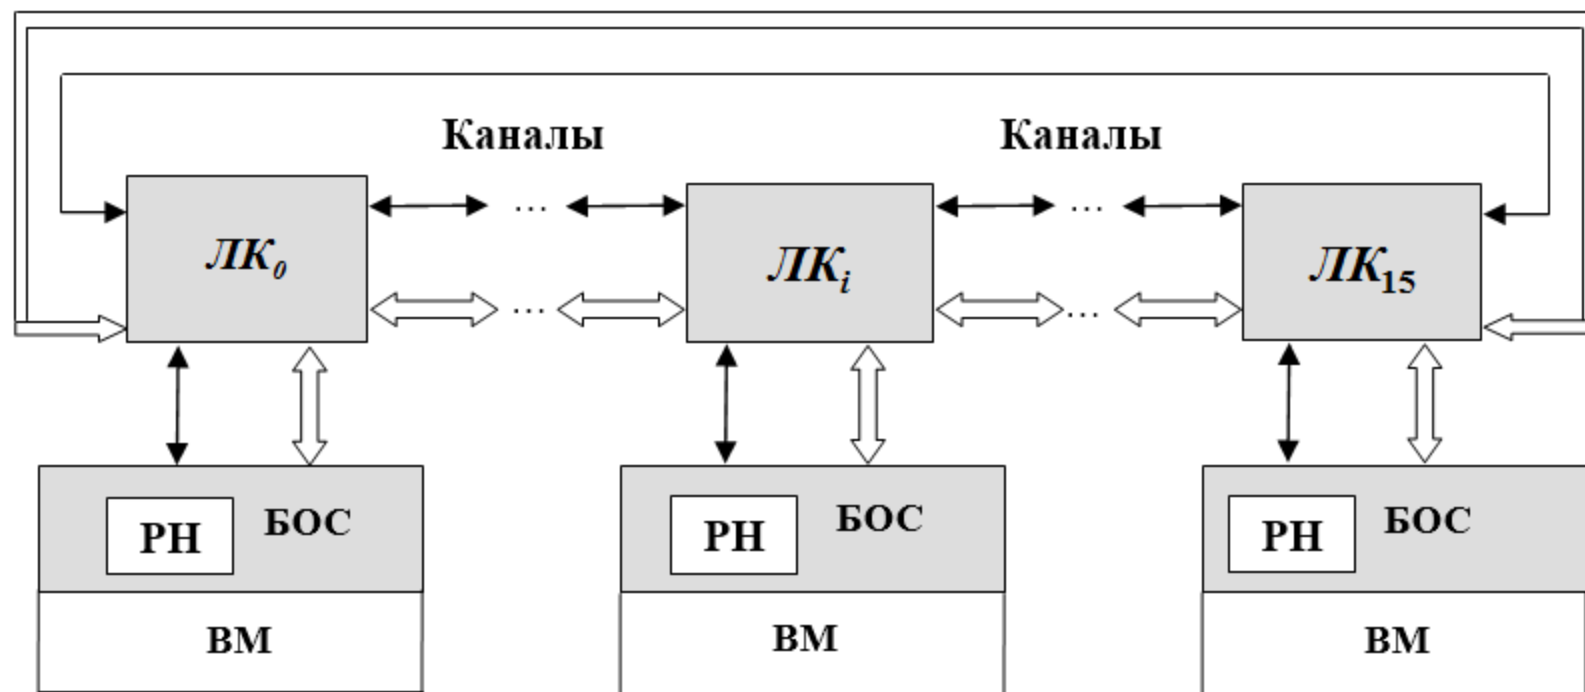 Каналы Каналы
... ...
ЛК₀ ЛКᵢ ЛК₁₅
... ...
РН БОС РН БОС РН БОС
ВМ ВМ ВМ